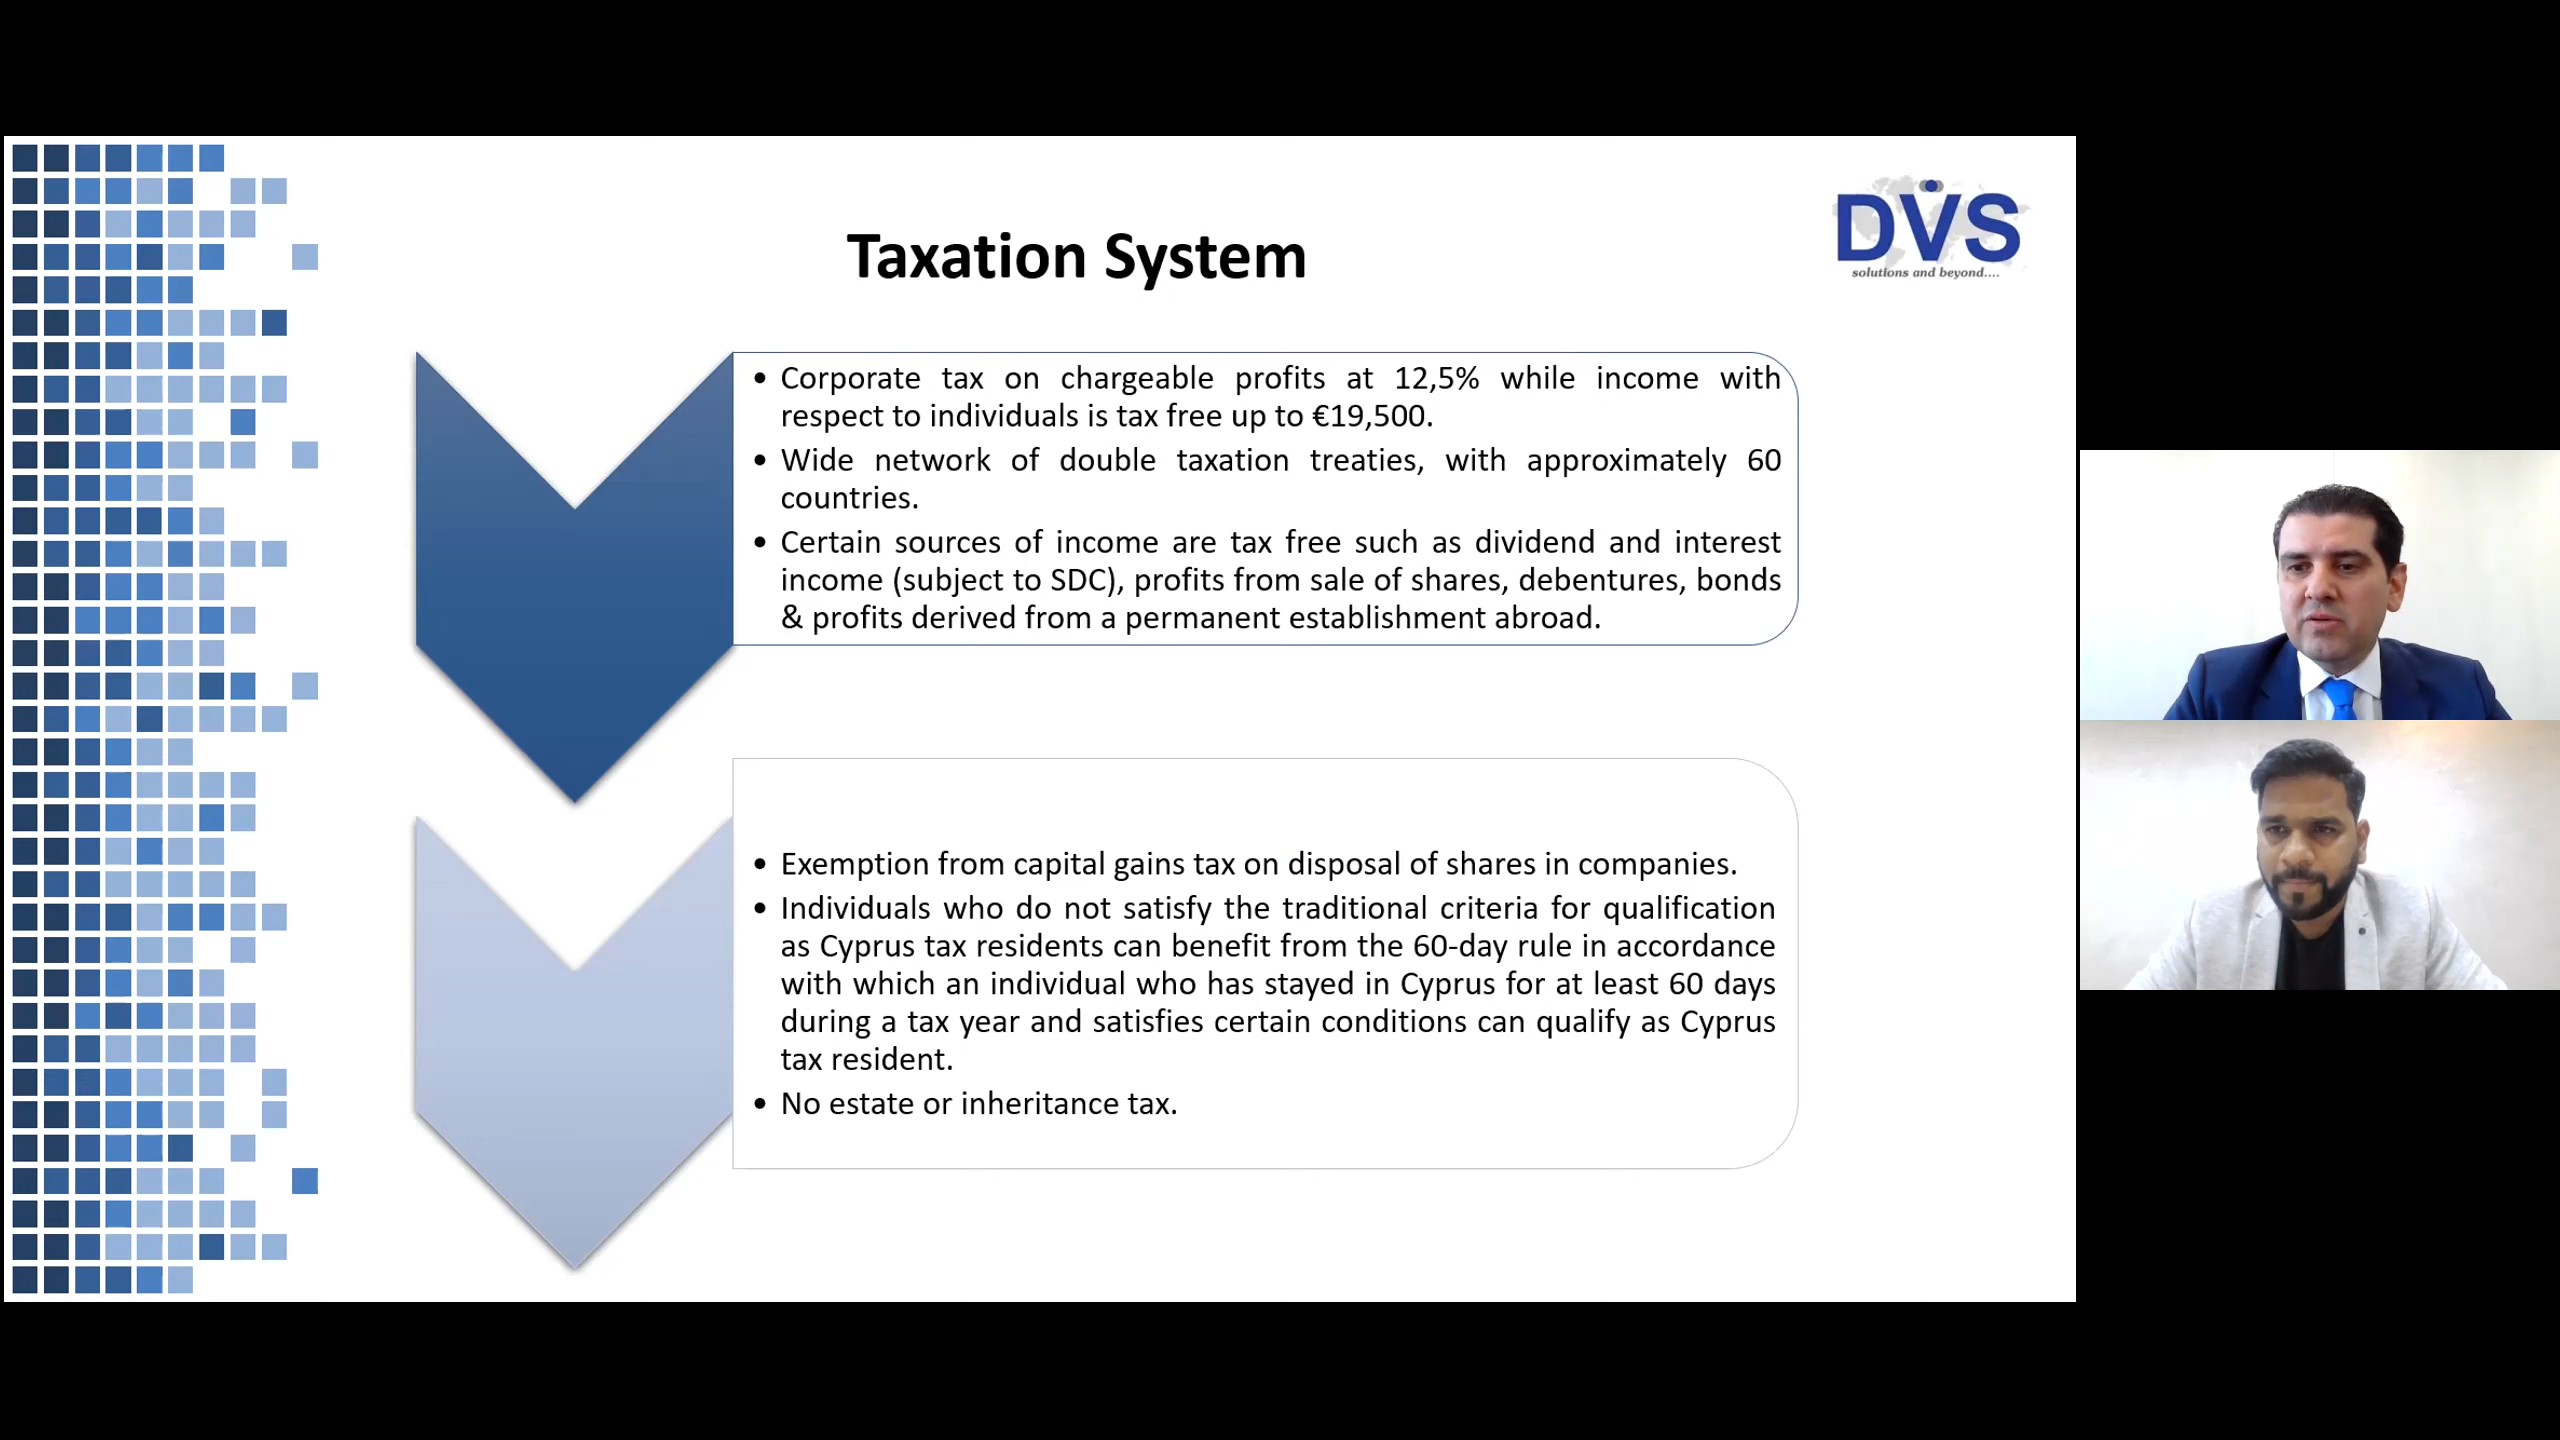 DVS
solutions and beyond....
Taxation System
• Corporate tax on chargeable profits at 12,5% while income with
respect to individuals is tax free up to €19,500.
• Wide network of double taxation treaties, with approximately 60
countries.
• Certain sources of income are tax free such as dividend and interest
income (subject to SDC), profits from sale of shares, debentures, bonds
& profits derived from a permanent establishment abroad.
• Exemption from capital gains tax on disposal of shares in companies.
• Individuals who do not satisfy the traditional criteria for qualification
as Cyprus tax residents can benefit from the 60-day rule in accordance
with which an individual who has stayed in Cyprus for at least 60 days
during a tax year and satisfies certain conditions can qualify as Cyprus
tax resident.
• No estate or inheritance tax.